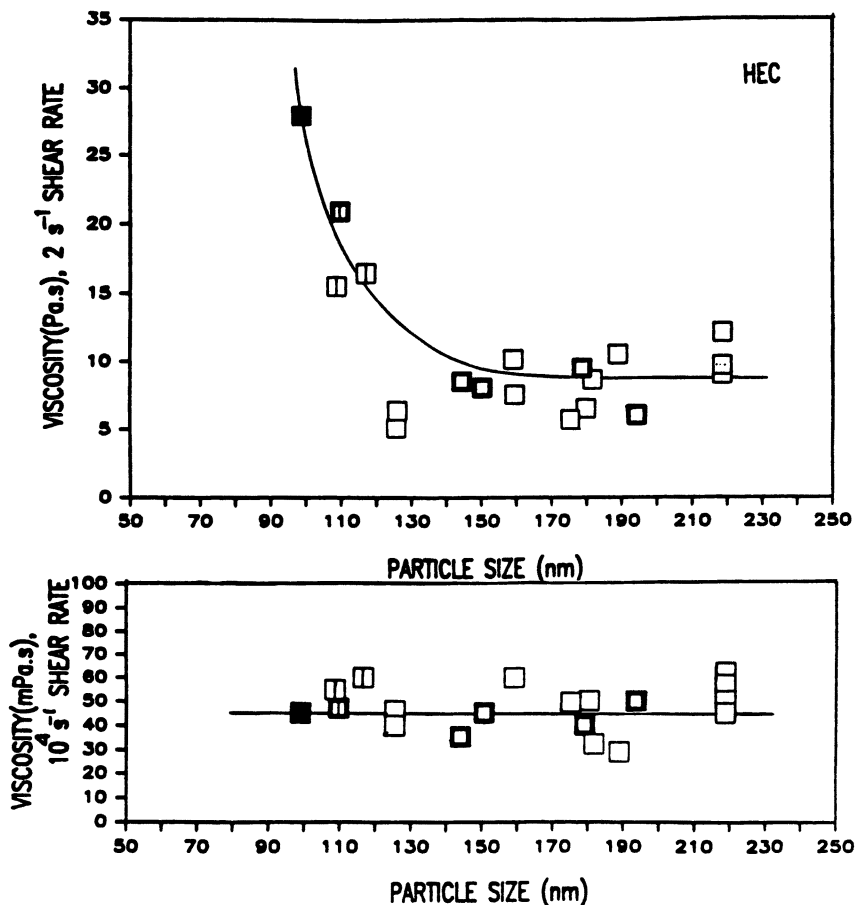 35
30
25
20
15
10
5
0
VISCOSITY(Pa.s), 2 s⁻¹ SHEAR RATE
HEC
50 70 90 110 130 150 170 190 210 230 250
PARTICLE SIZE (nm)
100
90
80
70
60
50
40
30
20
10
0
VISCOSITY(mPa.s),
10⁴ s⁻¹ SHEAR RATE
50 70 90 110 130 150 170 190 210 230 250
PARTICLE SIZE (nm)